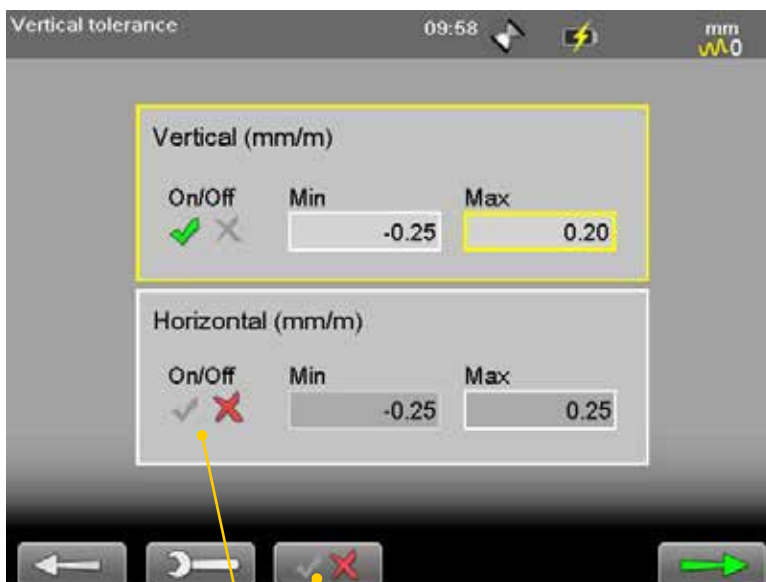 Vertical tolerance 09:58 mm
0
Vertical (mm/m)
On/Off Min Max
-0.25 0.20
Horizontal (mm/m)
On/Off Min Max
-0.25 0.25